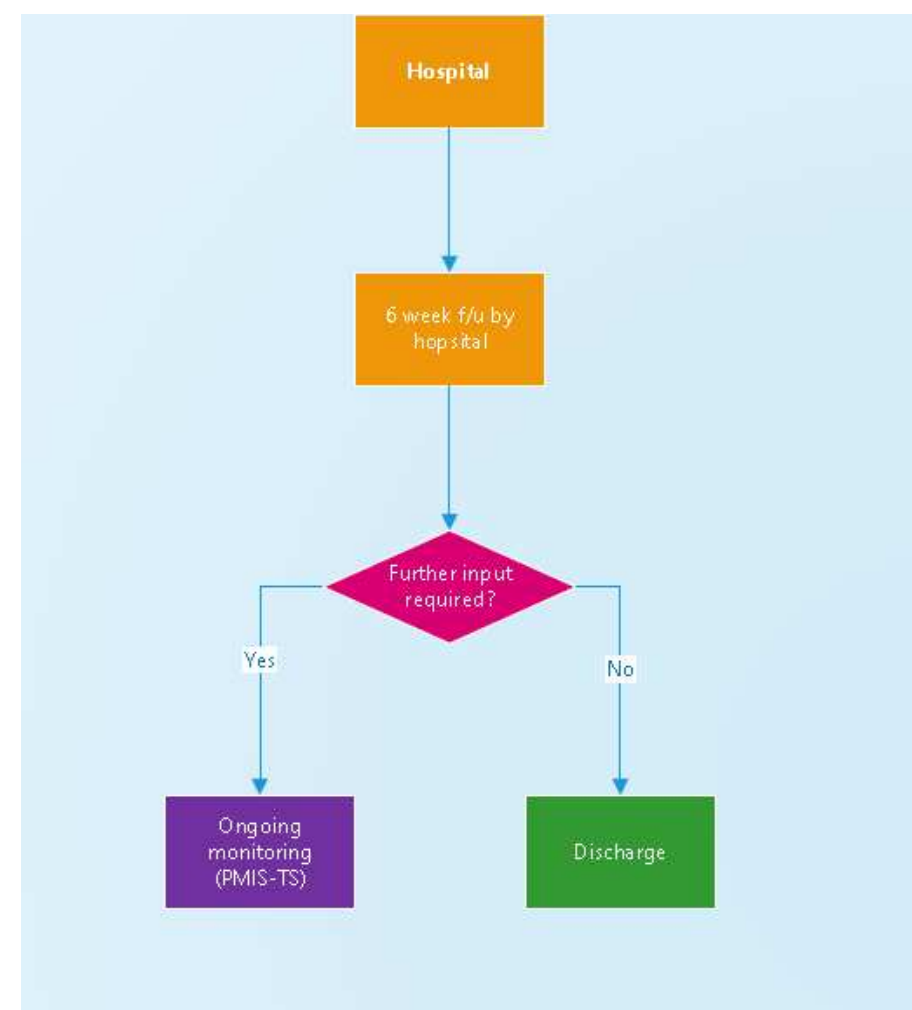 Hospital
6 week f/u by
hopsital
Further input
required?
Yes
No
Ongoing
monitoring
(PMIS-TS)
Discharge